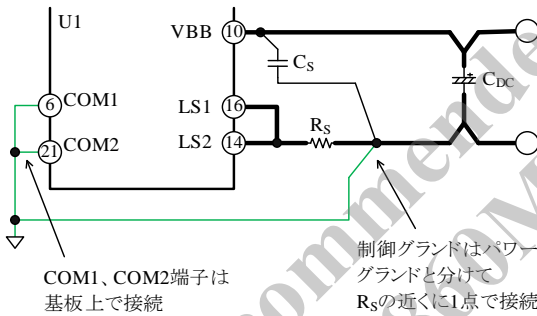 U1
VBB
10
CS
CDC
6
COM1
LS1
16
21
COM2
LS2
14
RS
COM1、COM2端子は
基板上で接続
制御グランドはパワー
グランドと分けて
RSの近くに1点で接続
ommende
60M